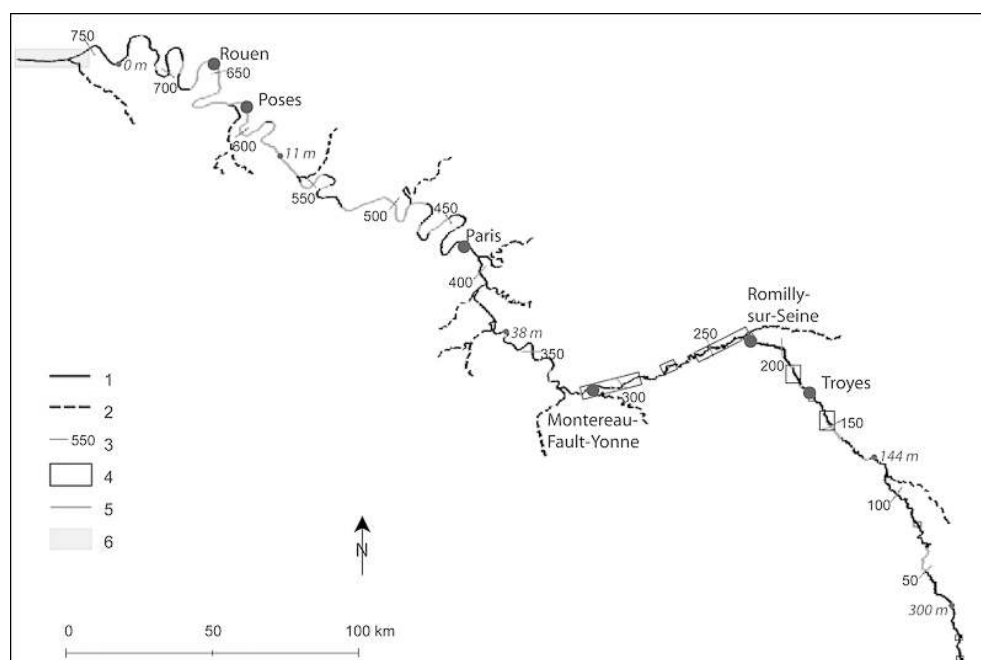 750
0 m
700
Rouen
650
Poses
600
11 m
550
500
450
Paris
400
38 m
350
Romilly-
sur-Seine
250
200
Troyes
300
Montereau-
Fault-Yonne
150
144 m
100
50
300 m
1
2
550 3
4
5
6
N
0 50 100 km